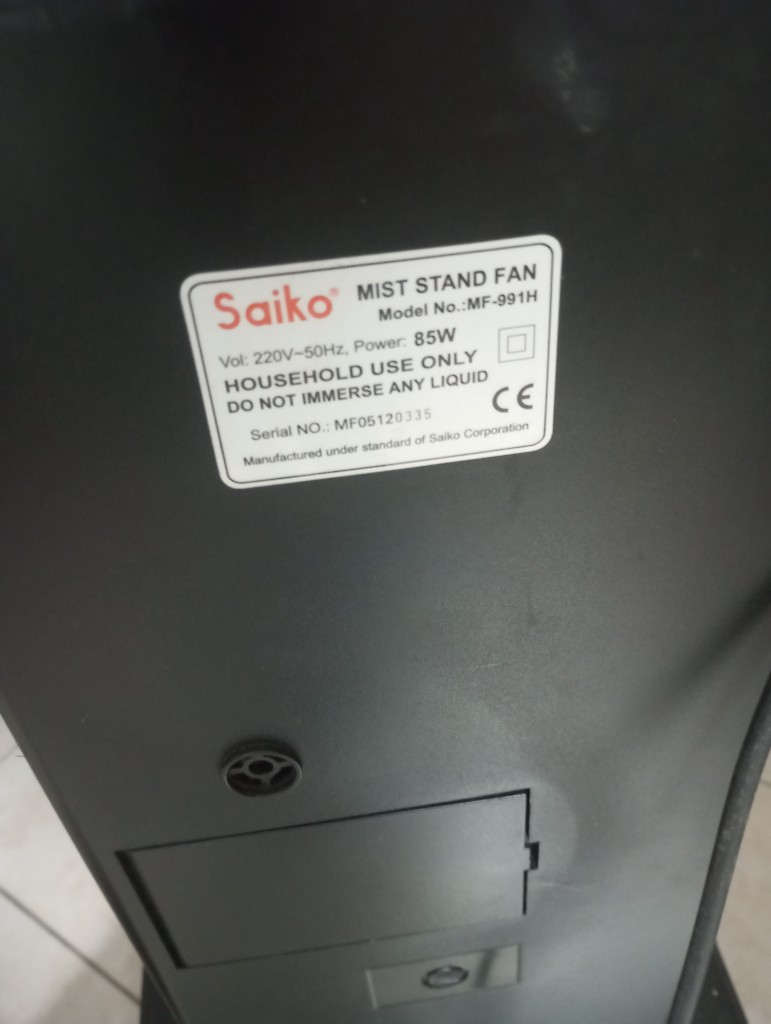 Saiko® MIST STAND FAN
Model No.:MF-991H
Vol: 220V~50Hz, Power: 85W
HOUSEHOLD USE ONLY
DO NOT IMMERSE ANY LIQUID
CE
Serial NO.: MF05120335
Manufactured under standard of Saiko Corporation